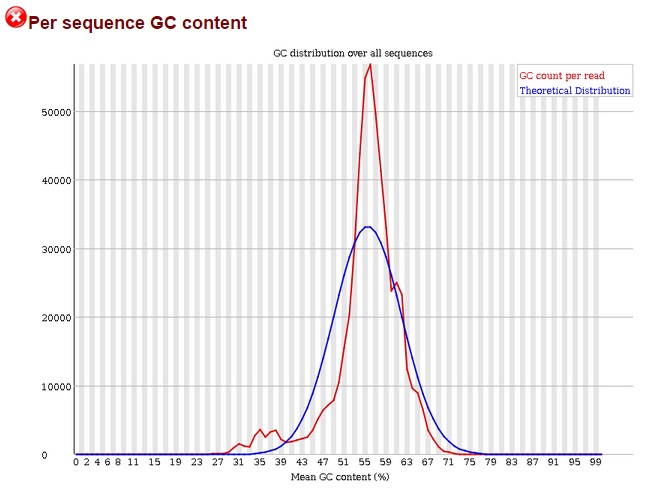 Per sequence GC content
GC distribution over all sequences
GC count per read
Theoretical Distribution
50000
40000
30000
20000
10000
0
0 2 4 6 8 11 15 19 23 27 31 35 39 43 47 51 55 59 63 67 71 75 79 83 87 91 95 99
Mean GC content (%)